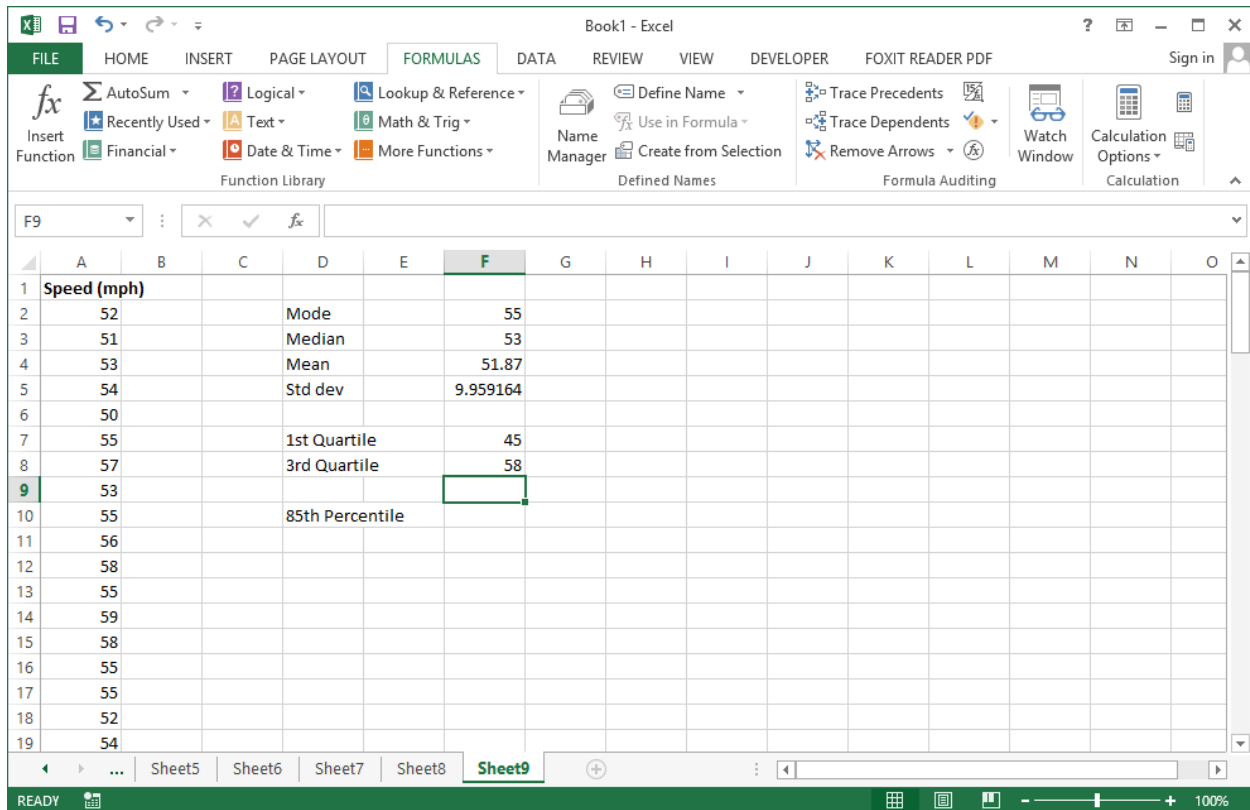 Book1 - Excel ?
FILE HOME INSERT PAGE LAYOUT FORMULAS DATA REVIEW VIEW DEVELOPER FOXIT READER PDF Sign in
fx Insert Function
AutoSum
Recently Used
Financial
Logical
Text
Date & Time
Lookup & Reference
Math & Trig
More Functions
Function Library
Name Manager
Define Name
Use in Formula
Create from Selection
Defined Names
Trace Precedents
Trace Dependents
Remove Arrows
Formula Auditing
Watch Window
Calculation Options
Calculation
F9 fx
A B C D E F G H I J K L M N O
1 Speed (mph)
2 52 Mode 55
3 51 Median 53
4 53 Mean 51.87
5 54 Std dev 9.959164
6 50
7 55 1st Quartile 45
8 57 3rd Quartile 58
9 53
10 55 85th Percentile
11 56
12 58
13 55
14 59
15 58
16 55
17 55
18 52
19 54
... Sheet5 Sheet6 Sheet7 Sheet8 Sheet9
READY 100%